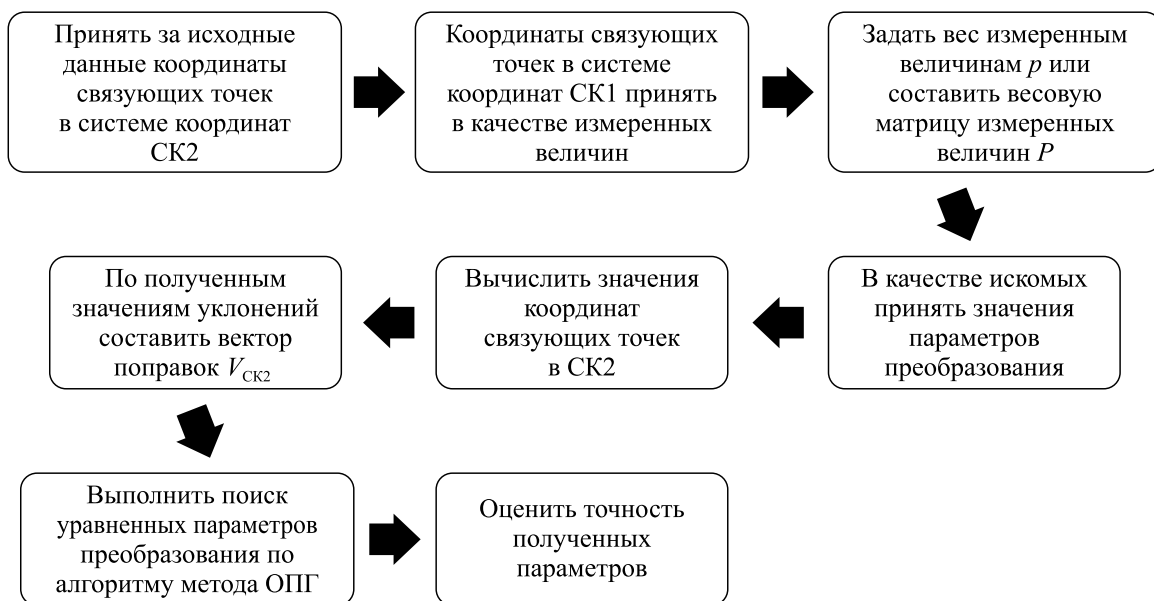 Принять за исходные
данные координаты
связующих точек
в системе координат
СК2
Координаты связующих
точек в системе
координат СК1 принять
в качестве измеренных
величин
Задать вес измеренным
величинам p или
составить весовую
матрицу измеренных
величин P
В качестве искомых
принять значения
параметров
преобразования
Вычислить значения
координат
связующих точек
в СК2
По полученным
значениям уклонений
составить вектор
поправок V_СК2
Выполнить поиск
уравненных параметров
преобразования по
алгоритму метода ОПГ
Оценить точность
полученных
параметров